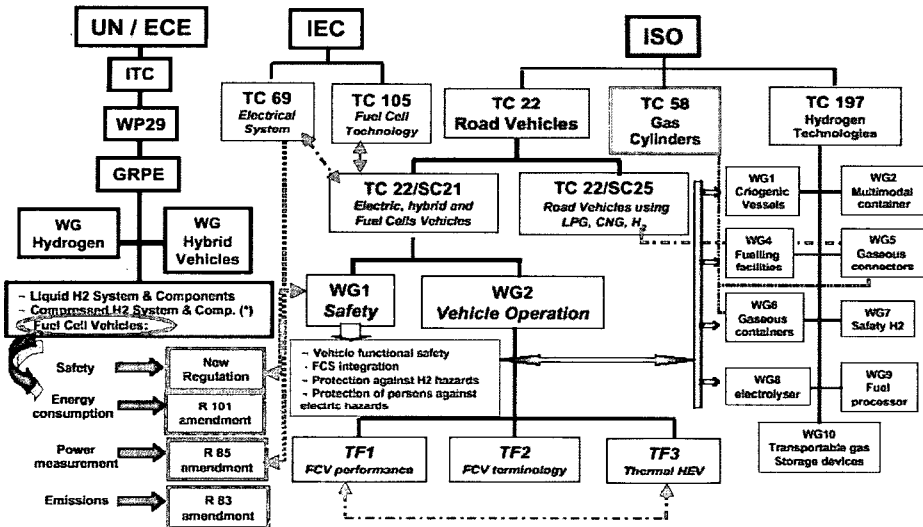 UN / ECE
ITC
WP29
GRPE
WG
Hydrogen
WG
Hybrid
Vehicles
– Liquid H2 System & Components
– Compressed H2 System & Comp. (*)
Fuel Cell Vehicles:
Safety
New
Regulation
Energy
consumption
R 101
amendment
Power
measurement
R 85
amendment
Emissions
R 83
amendment
IEC
TC 69
Electrical
System
TC 105
Fuel Cell
Technology
ISO
TC 22
Road Vehicles
TC 58
Gas
Cylinders
TC 197
Hydrogen
Technologies
TC 22/SC21
Electric, hybrid and
Fuel Cells Vehicles
TC 22/SC25
Road Vehicles using
LPG, CNG, H₂
WG1
Safety
WG2
Vehicle Operation
– Vehicle functional safety
- FCS integration
– Protection against H2 hazards
– Protection of persons against
electric hazards
TF1
FCV performance
TF2
FCV terminology
TF3
Thermal HEV
WG1
Criogenic
Vessels
WG2
Multimodal
container
WG4
Fuelling
facilities
WG5
Gaseous
connectors
WG6
Gaseous
containers
WG7
Safety H2
WG8
electrolyser
WG9
Fuel
processor
WG10
Transportable gas
Storage devices